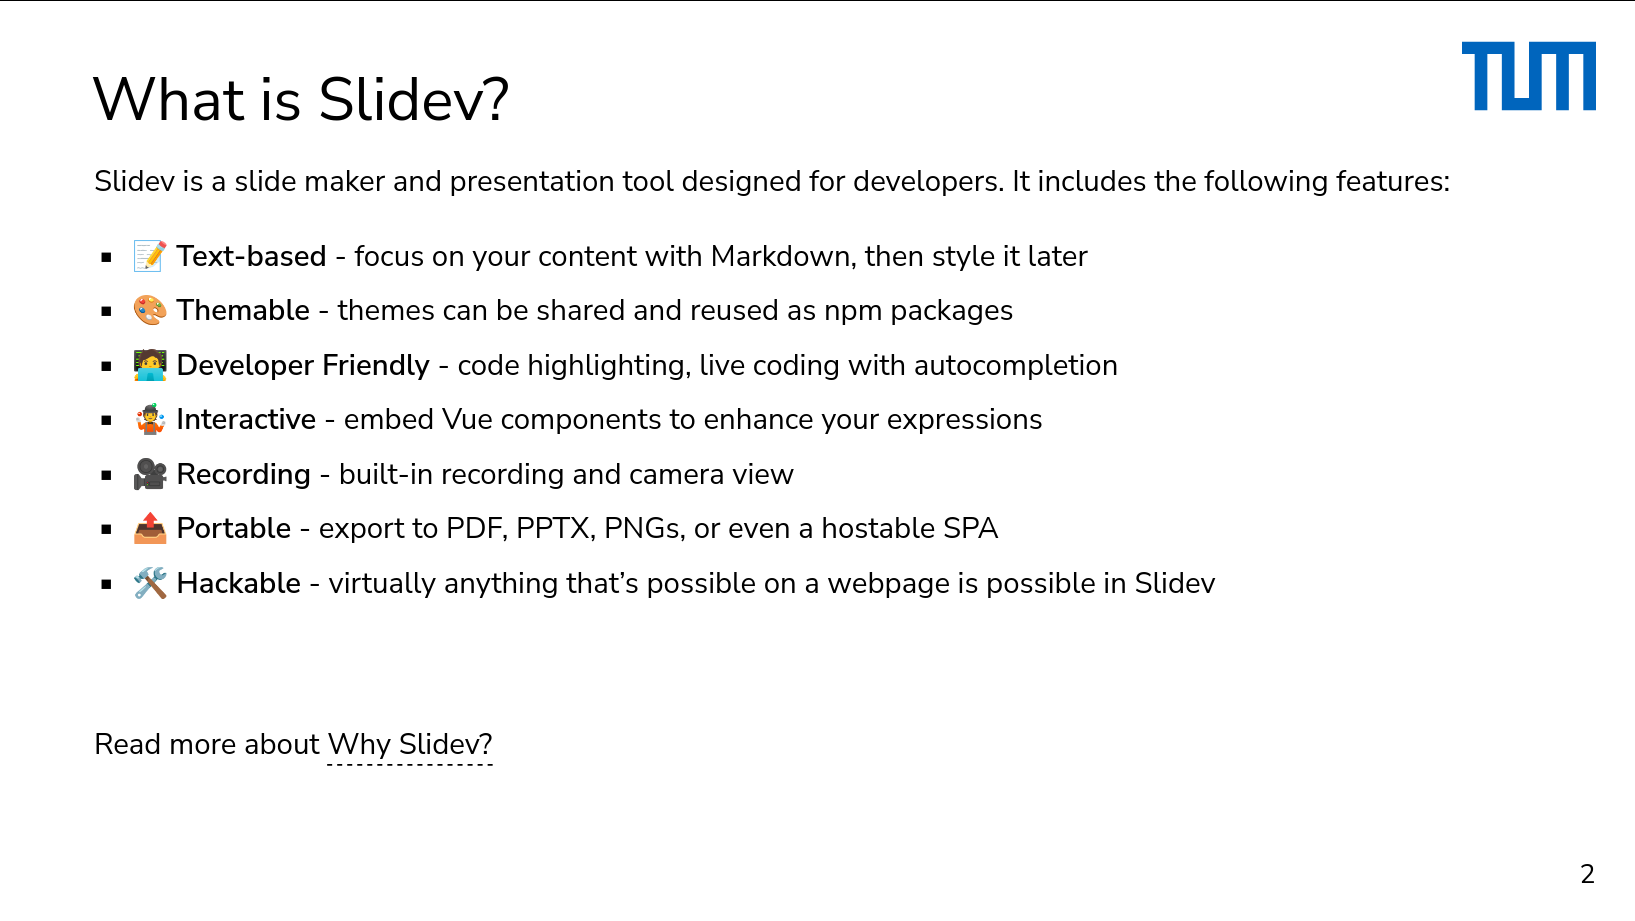 TUM
What is Slidev?
Slidev is a slide maker and presentation tool designed for developers. It includes the following features:
📝 Text-based - focus on your content with Markdown, then style it later
🎨 Themable - themes can be shared and reused as npm packages
🧑‍💻 Developer Friendly - code highlighting, live coding with autocompletion
🤹 Interactive - embed Vue components to enhance your expressions
🎥 Recording - built-in recording and camera view
📤 Portable - export to PDF, PPTX, PNGs, or even a hostable SPA
🛠 Hackable - virtually anything that’s possible on a webpage is possible in Slidev
Read more about Why Slidev?
2